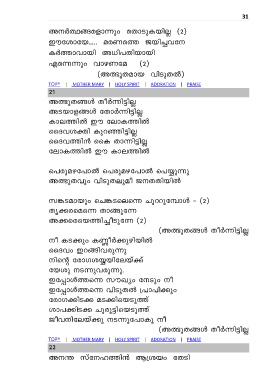 31
അനർത്ഥങ്ങളൊന്നും തൊടുകയില്ല (2)
ഈശോയേ..... മരണത്തെ ജയിച്ചവനേ
കർത്താവായി അധിപതിയായി
എന്നെന്നും വാഴണമേ (2)
(അത്ഭുതമായ വിടുതൽ)
TOP^ | MOTHER MARY | HOLY SPIRIT | ADORATION | PRAISE
21
അത്ഭുതങ്ങൾ തീർന്നിട്ടില്ല
അടയാളങ്ങൾ തോർന്നിട്ടില്ല
കാലത്തിൽ ഈ ലോകത്തിൽ
ദൈവശക്തി കുറഞ്ഞിട്ടില്ല
ദൈവത്തിൻ കൈ താന്നിട്ടില്ല
ലോകത്തിൽ ഈ കാലത്തിൽ
പെരുമഴപോൽ പെരുമഴപോൽ പെയ്യുന്നു
അത്ഭുതവും വിടുതലുമീ ജനതതിയിൽ
സങ്കടമായും ചെങ്കടലെന്നെ ചുറ്റുമ്പോൾ - (2)
തൃക്കരമെന്നെ താങ്ങുന്നേ
അക്കരെയെത്തിച്ചീടുന്നേ (2)
(അത്ഭുതങ്ങൾ തീർന്നിട്ടില്ല)
നീ കടക്കും കണ്ണീർക്കുഴിയിൽ
ദൈവം ഇറങ്ങിവരുന്നു
നിന്റെ രോഗശയ്യയിലേയ്ക്ക്
യേശു നടന്നുവരുന്നു.
ഇപ്പോൾത്തന്നെ സൗഖ്യം നേടും നീ
ഇപ്പോൾത്തന്നെ വിടുതൽ പ്രാപിക്കും
രോഗക്കിടക്ക മടക്കിയെടുത്ത്
ശാപക്കിടക്ക ചുരുട്ടിയെടുത്ത്
ജീവനിലേയ്ക്കു നടന്നുപോകു നീ
(അത്ഭുതങ്ങൾ തീർന്നിട്ടില്ല)
TOP^ | MOTHER MARY | HOLY SPIRIT | ADORATION | PRAISE
22
അനന്ത സ്നേഹത്തിൻ ആശ്രയം തേടി